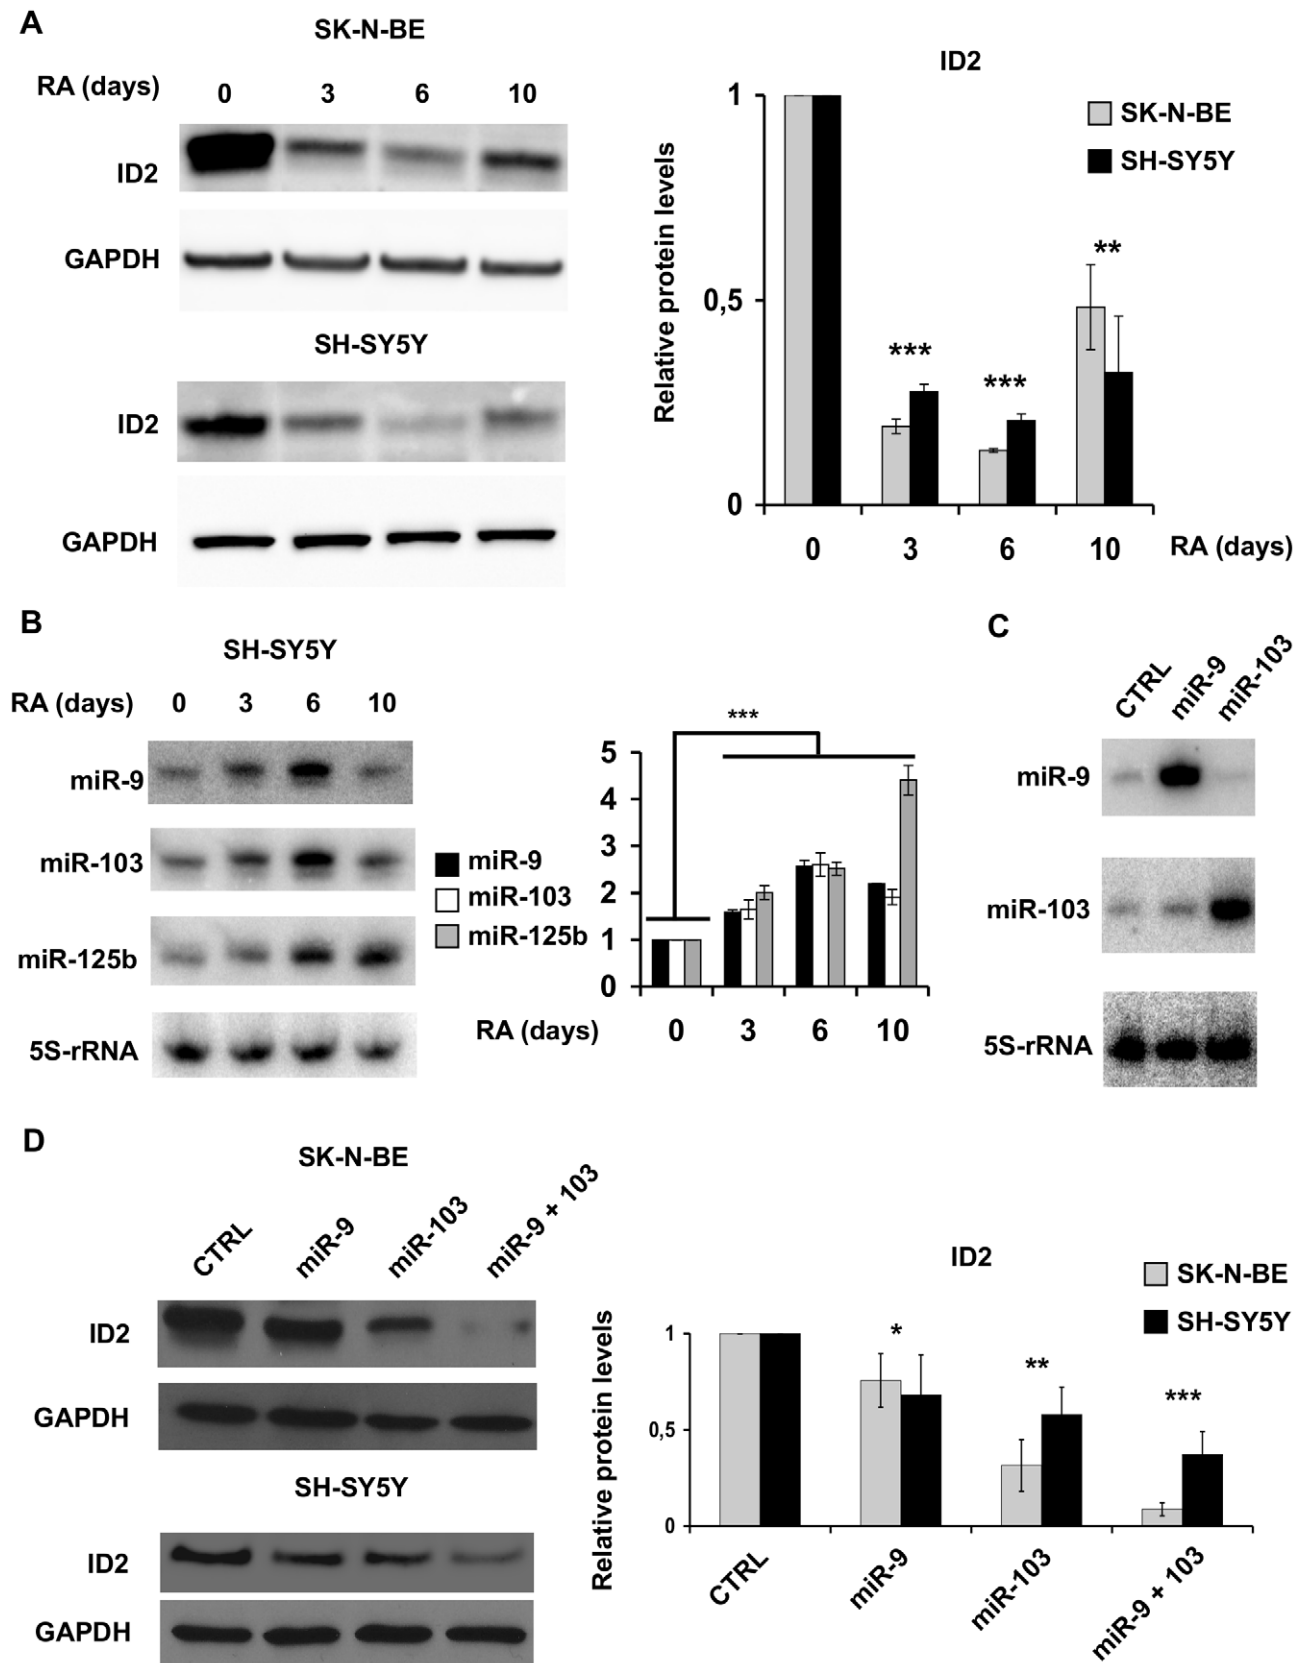 A
SK-N-BE
RA (days) 0 3 6 10
ID2
GAPDH
SH-SY5Y
ID2
GAPDH
ID2
SK-N-BE
SH-SY5Y
Relative protein levels
1
0,5
0
***
***
**
0 3 6 10 RA (days)
B
SH-SY5Y
RA (days) 0 3 6 10
miR-9
miR-103
miR-125b
5S-rRNA
miR-9
miR-103
miR-125b
***
5
4
3
2
1
0
RA (days) 0 3 6 10
C
CTRL miR-9 miR-103
miR-9
miR-103
5S-rRNA
D
SK-N-BE
CTRL miR-9 miR-103 miR-9 + 103
ID2
GAPDH
SH-SY5Y
ID2
GAPDH
ID2
SK-N-BE
SH-SY5Y
Relative protein levels
1
0,5
0
*
**
***
CTRL miR-9 miR-103 miR-9 + 103